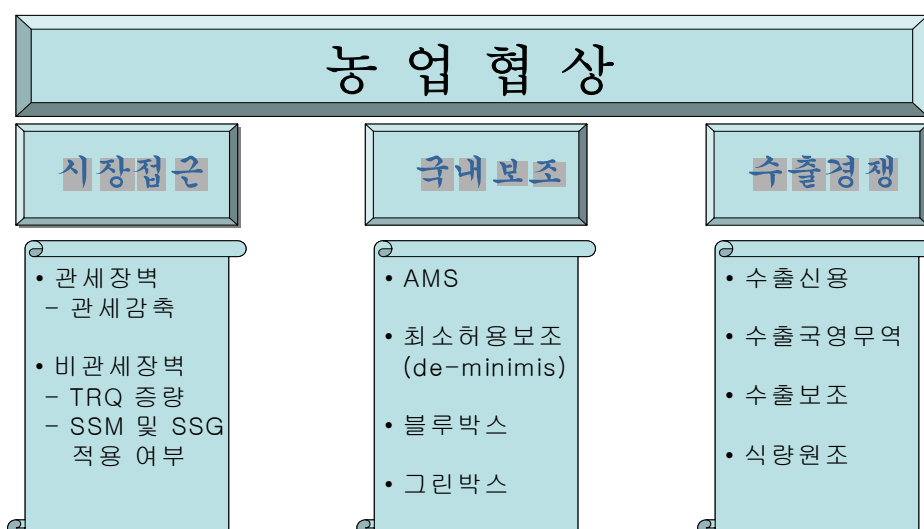 농업협상
시장접근
• 관세장벽
– 관세감축
• 비관세장벽
– TRQ 증량
– SSM 및 SSG
적용 여부
국내보조
• AMS
• 최소허용보조
(de-minimis)
• 블루박스
• 그린박스
수출경쟁
• 수출신용
• 수출국영무역
• 수출보조
• 식량원조